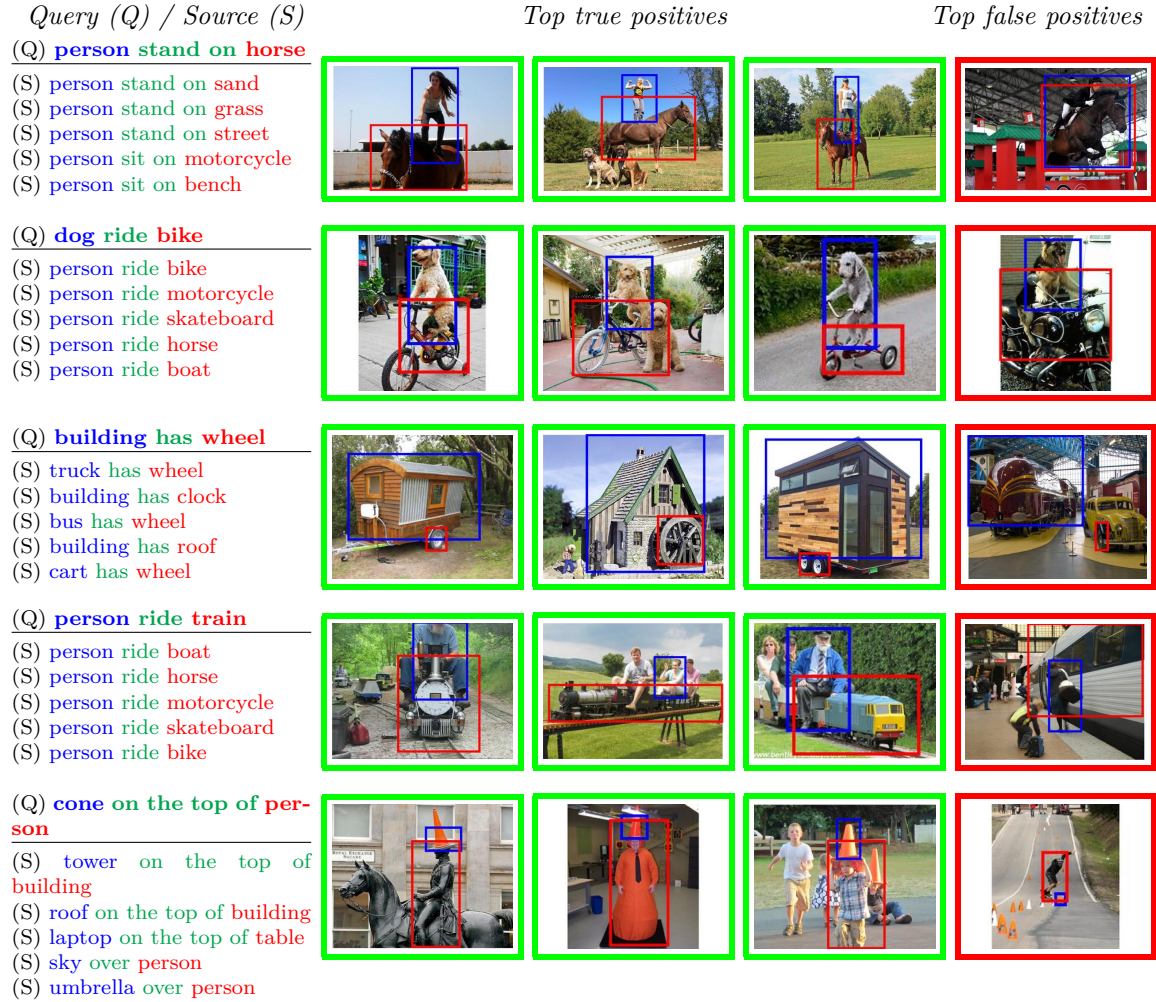 Query (Q) / Source (S)
Top true positives
Top false positives
(Q) person stand on horse
(S) person stand on sand
(S) person stand on grass
(S) person stand on street
(S) person sit on motorcycle
(S) person sit on bench
(Q) dog ride bike
(S) person ride bike
(S) person ride motorcycle
(S) person ride skateboard
(S) person ride horse
(S) person ride boat
(Q) building has wheel
(S) truck has wheel
(S) building has clock
(S) bus has wheel
(S) building has roof
(S) cart has wheel
(Q) person ride train
(S) person ride boat
(S) person ride horse
(S) person ride motorcycle
(S) person ride skateboard
(S) person ride bike
www.bent
(Q) cone on the top of per-
son
(S) tower on the top of
building
(S) roof on the top of building
(S) laptop on the top of table
(S) sky over person
(S) umbrella over person
ROYAL EXCHANGE
SQUARE